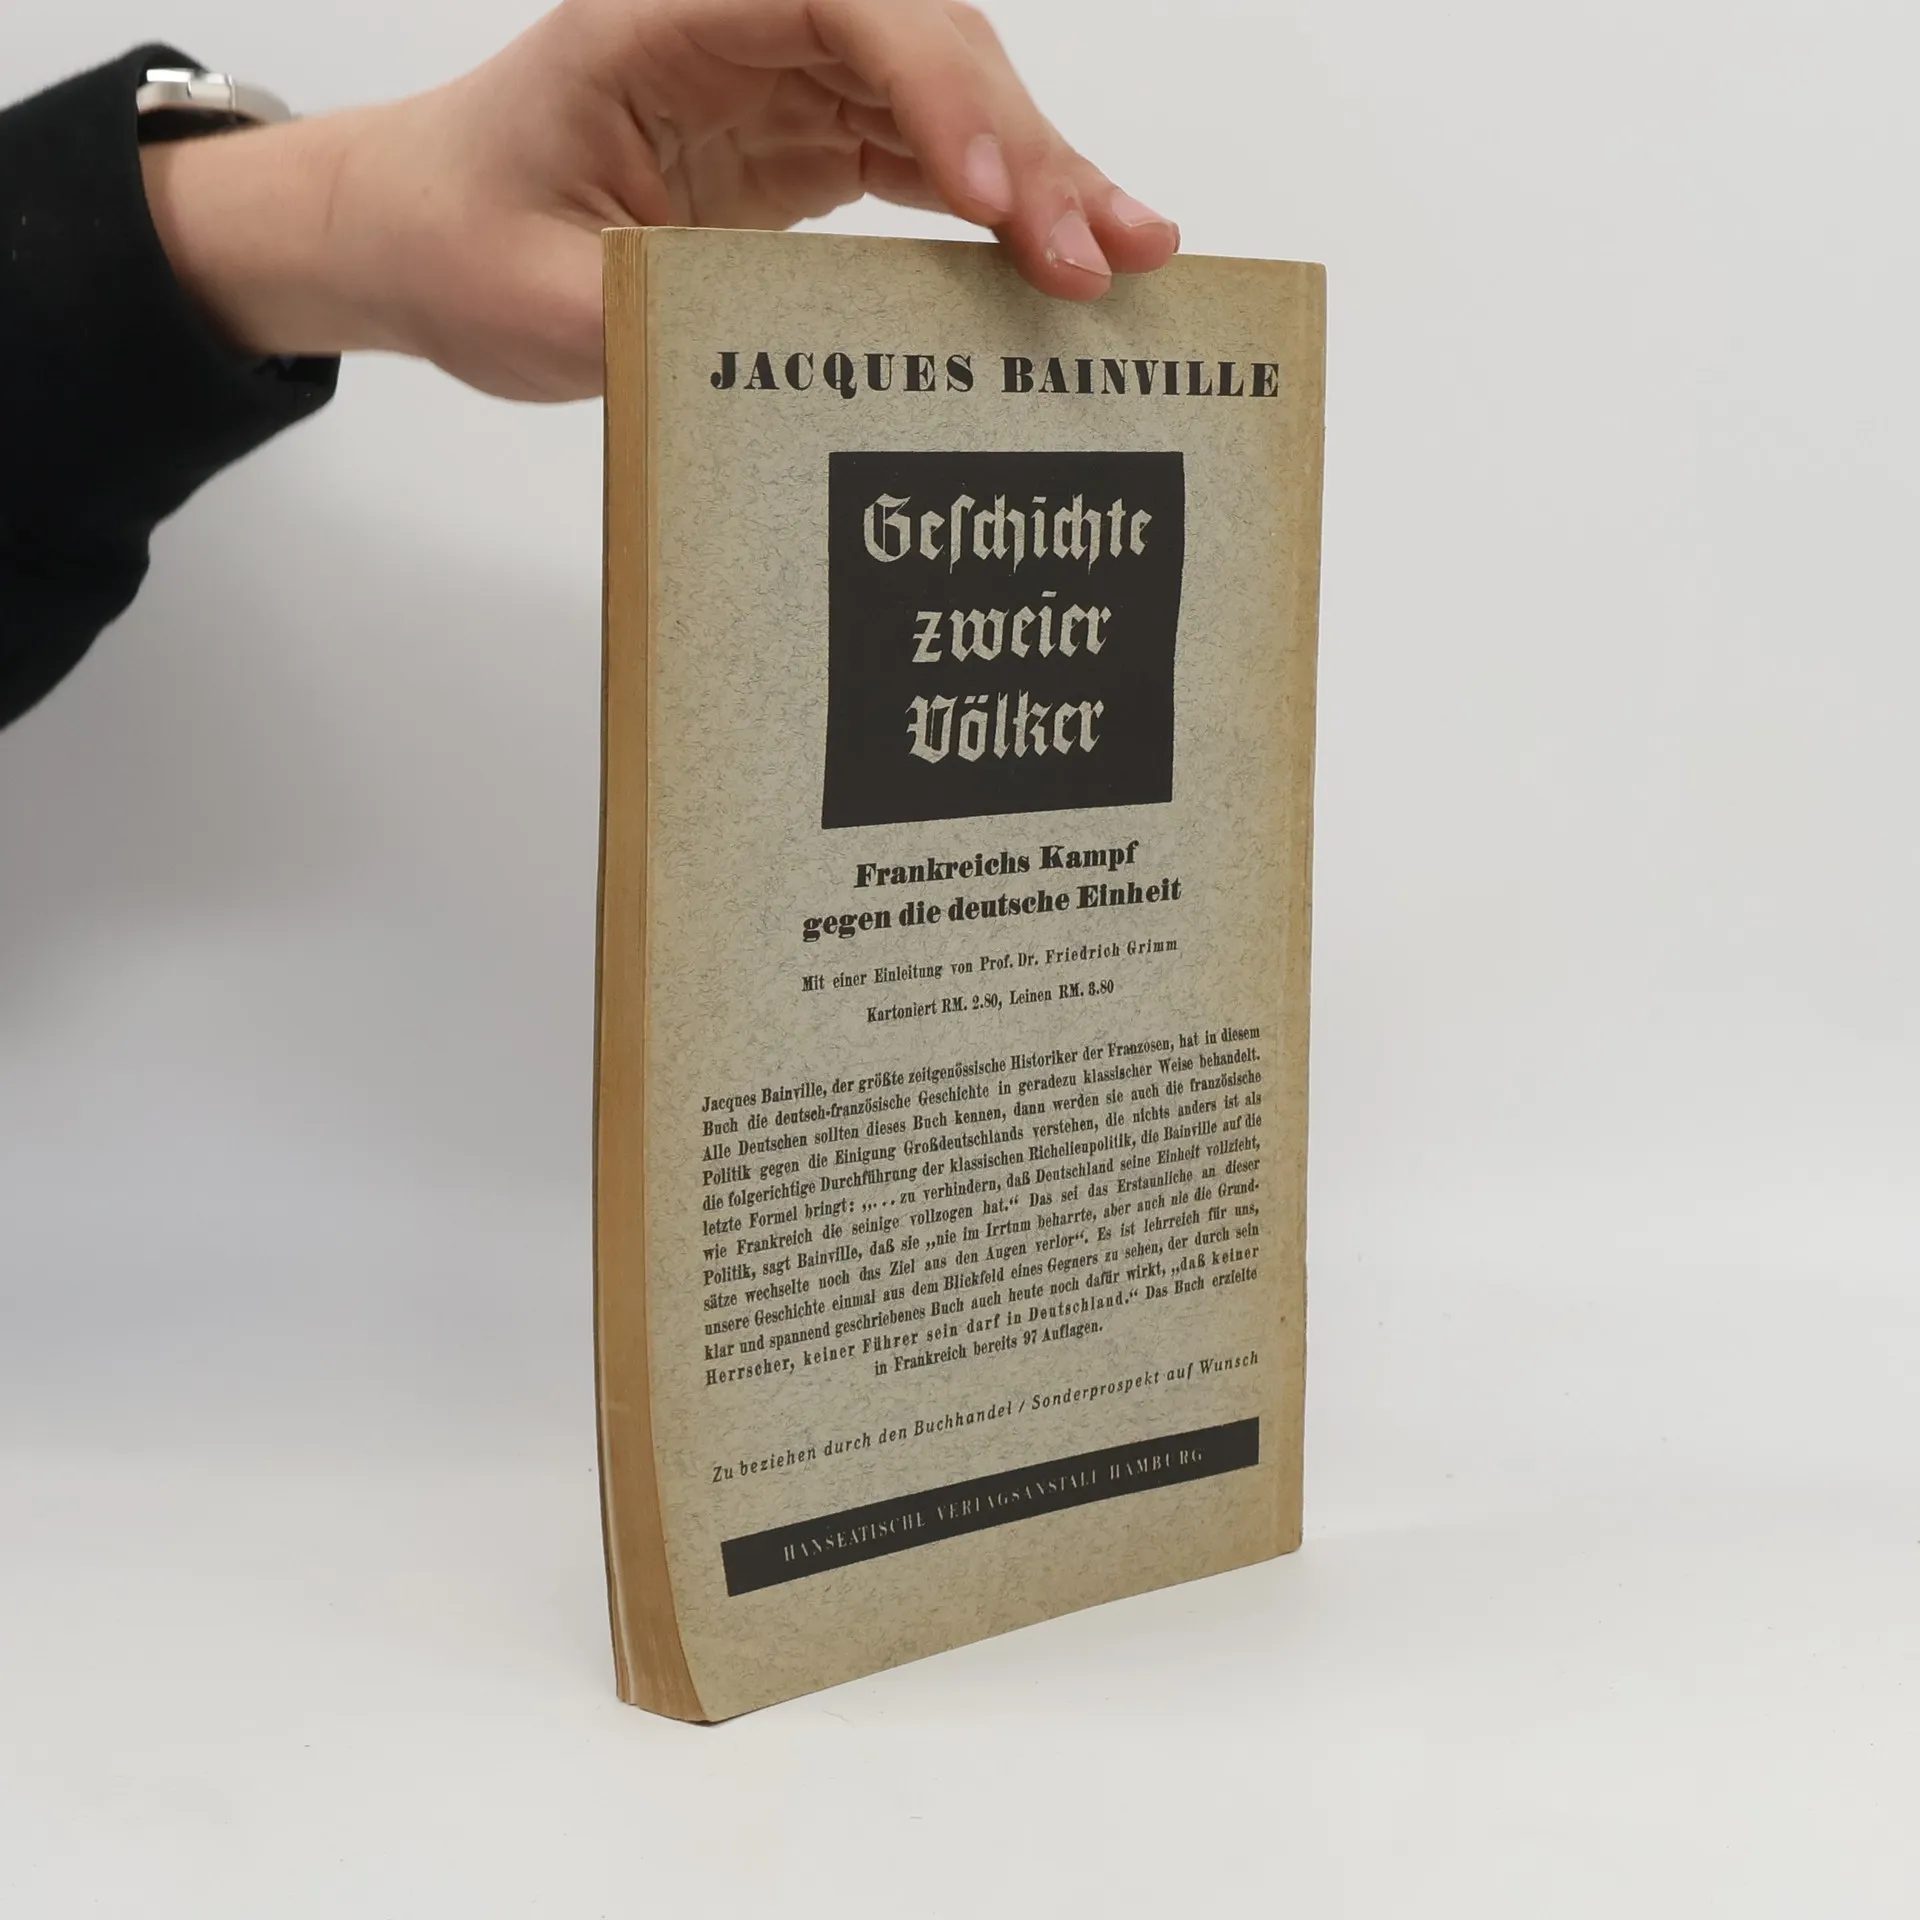 JACQUES BAINVILLE
Geſchichte
zweier
Völker
Frankreichs Kampf
gegen die deutsche Einheit
Mit einer Einleitung von Prof. Dr. Friedrich Grimm
Kartoniert RM. 2.80, Leinen RM. 3.80
Jacques Bainville, der größte zeitgenössische Historiker der Franzosen, hat in diesem
Buch die deutsch-französische Geschichte in geradezu klassischer Weise behandelt.
Alle Deutschen sollten dieses Buch kennen, dann werden sie auch die französische
Politik gegen die Einigung Großdeutschlands verstehen, die nichts anders ist als
die folgerichtige Durchführung der klassischen Richelieupolitik, die Bainville auf die
letzte Formel bringt: „... zu verhindern, daß Deutschland seine Einheit vollzieht,
wie Frankreich die seinige vollzogen hat.“ Das sei das Erstaunliche an dieser
Politik, sagt Bainville, daß sie „nie im Irrtum beharrte, aber auch nie die Grund-
sätze wechselte noch das Ziel aus den Augen verlor“. Es ist lehrreich für uns,
unsere Geschichte einmal aus dem Blickfeld eines Gegners zu sehen, der durch sein
klar und spannend geschriebenes Buch auch heute noch dafür wirkt, „daß keiner
Herrscher, keiner Führer sein darf in Deutschland.“ Das Buch erzielte
in Frankreich bereits 97 Auflagen.
Zu beziehen durch den Buchhandel / Sonderprospekt auf Wunsch
HANSEATISCHE VERLAGSANSTALT HAMBURG